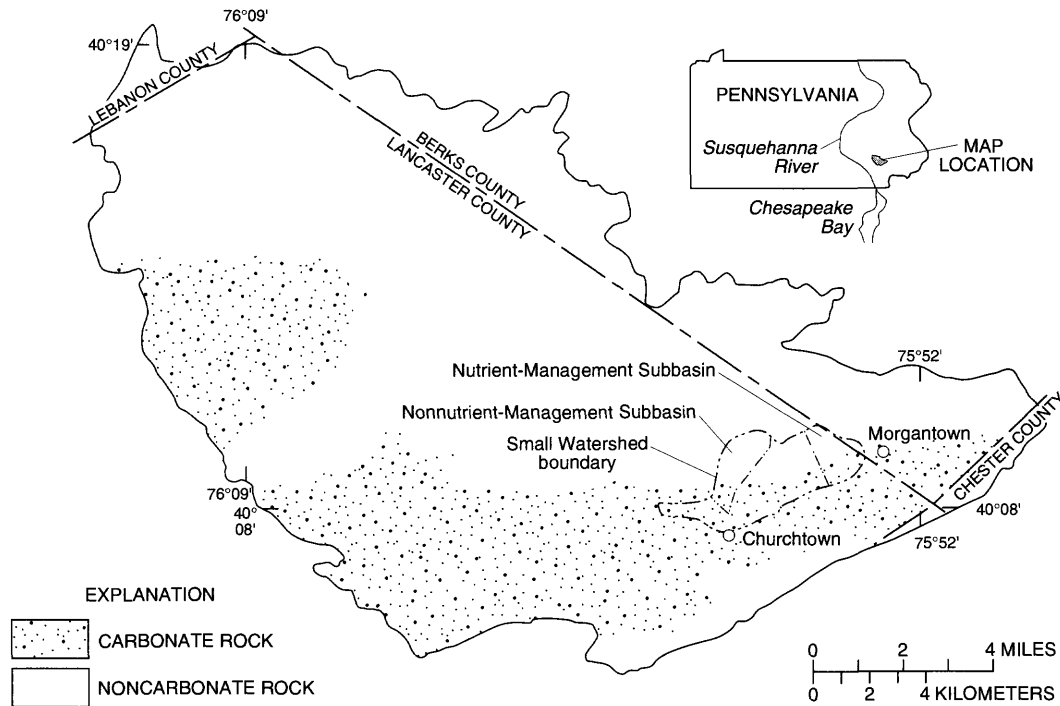 76°09'
40°19'
LEBANON COUNTY
BERKS COUNTY
LANCASTER COUNTY
PENNSYLVANIA
Susquehanna
River
MAP
LOCATION
Chesapeake
Bay
Nutrient-Management Subbasin
75°52'
Nonnutrient-Management Subbasin
Small Watershed
boundary
Morgantown
CHESTER COUNTY
76°09'
40°
08'
40°08'
75°52'
Churchtown
EXPLANATION
CARBONATE ROCK
NONCARBONATE ROCK
0 2 4 MILES
0 2 4 KILOMETERS